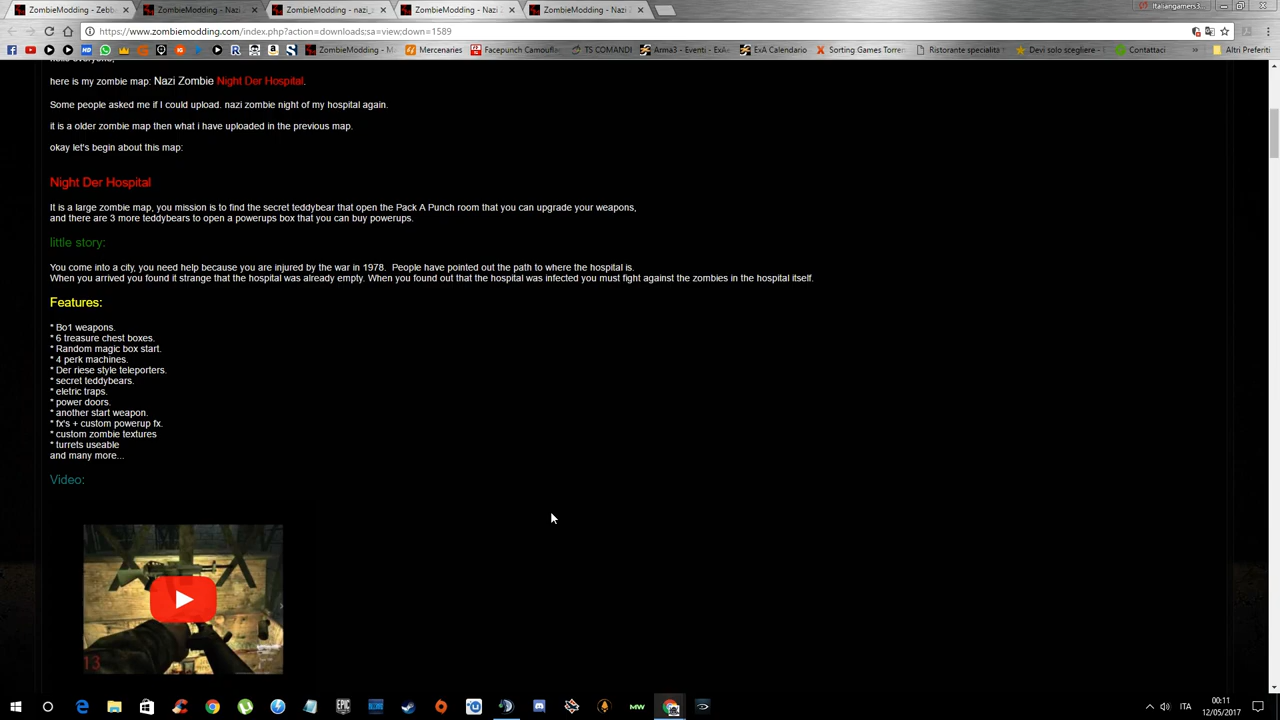 ZombieModding - Zebb
ZombieModding - Nazi
ZombieModding - nazi_z
ZombieModding - Nazi Z
ZombieModding - Nazi Z
Italiangamers3...
https://www.zombiemodding.com/index.php?action=downloads;sa=view;down=1589
ZombieModding - M
Mercenaries
Facepunch Camoufla
TS COMANDI
Arma3 - Eventi - ExA
ExA Calendario
Sorting Games Torren
Ristorante specialità
Devi solo scegliere -
Contattaci
Altri Preferiti
hello everyone,
here is my zombie map: Nazi Zombie Night Der Hospital.
Some people asked me if I could upload. nazi zombie night of my hospital again.
it is a older zombie map then what i have uploaded in the previous map.
okay let's begin about this map:
Night Der Hospital
It is a large zombie map, you mission is to find the secret teddybear that open the Pack A Punch room that you can upgrade your weapons,
and there are 3 more teddybears to open a powerups box that you can buy powerups.
little story:
You come into a city, you need help because you are injured by the war in 1978. People have pointed out the path to where the hospital is.
When you arrived you found it strange that the hospital was already empty. When you found out that the hospital was infected you must fight against the zombies in the hospital itself.
Features:
* Bo1 weapons.
* 6 treasure chest boxes.
* Random magic box start.
* 4 perk machines.
* Der riese style teleporters.
* secret teddybears.
* eletric traps.
* power doors.
* another start weapon.
* fx's + custom powerup fx.
* custom zombie textures
* turrets useable
and many more...
Video:
13
EPIC
MW
ITA
00:11
12/05/2017